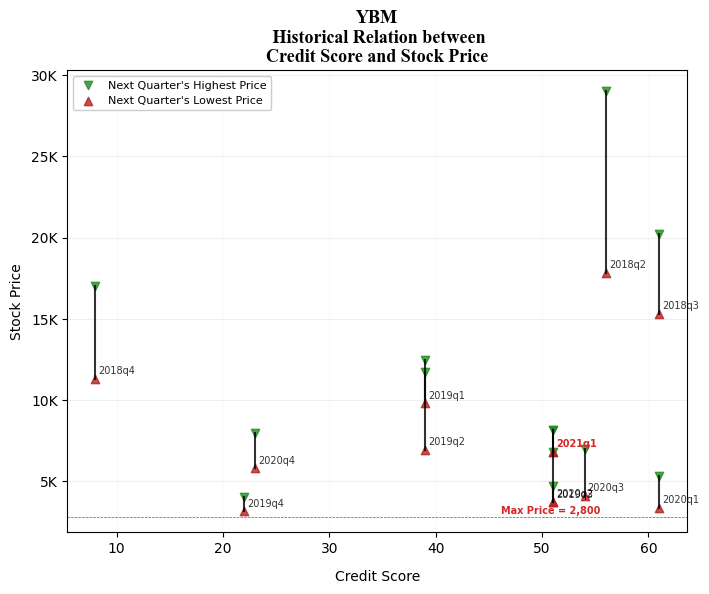 YBM
Historical Relation between
Credit Score and Stock Price
Next Quarter's Highest Price
Next Quarter's Lowest Price
30K
25K
20K
15K
10K
5K
Stock Price
2018q2
2018q3
2018q4
2019q1
2019q2
2021q1
2020q4
2020q3
2019q4
2020q1
Max Price = 2,800
10
20
30
40
50
60
Credit Score